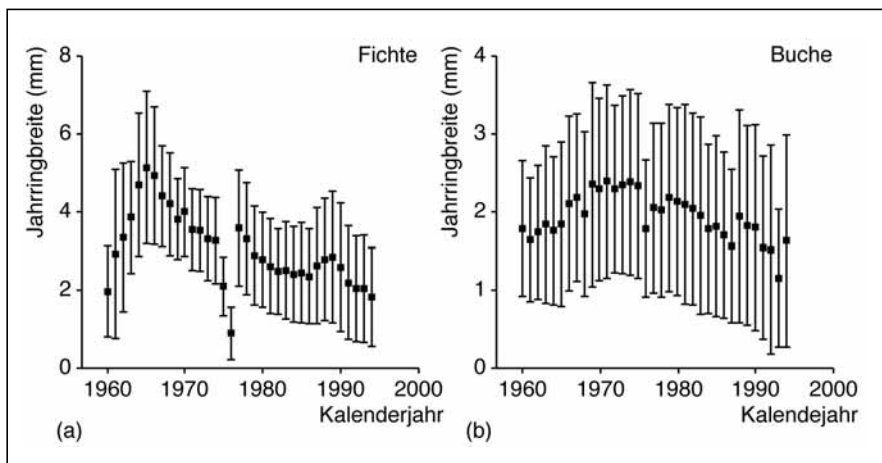 Fichte
Jahrringbreite (mm)
8
6
4
2
0
1960 1970 1980 1990 2000
Kalenderjahr
(a)
Buche
Jahrringbreite (mm)
4
3
2
1
0
1960 1970 1980 1990 2000
Kalendejahr
(b)